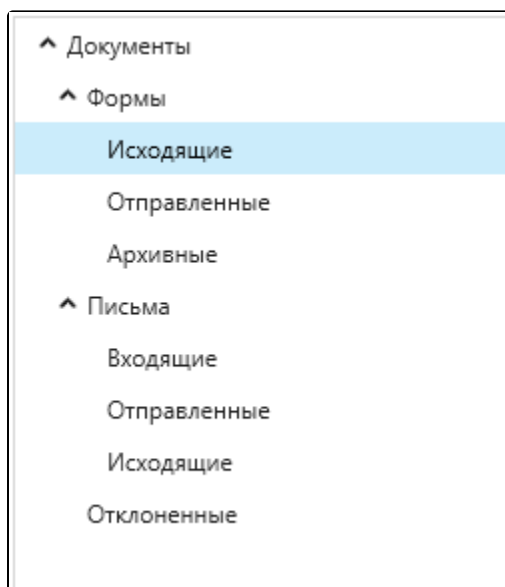 Документы
Формы
Исходящие
Отправленные
Архивные
Письма
Входящие
Отправленные
Исходящие
Отклоненные